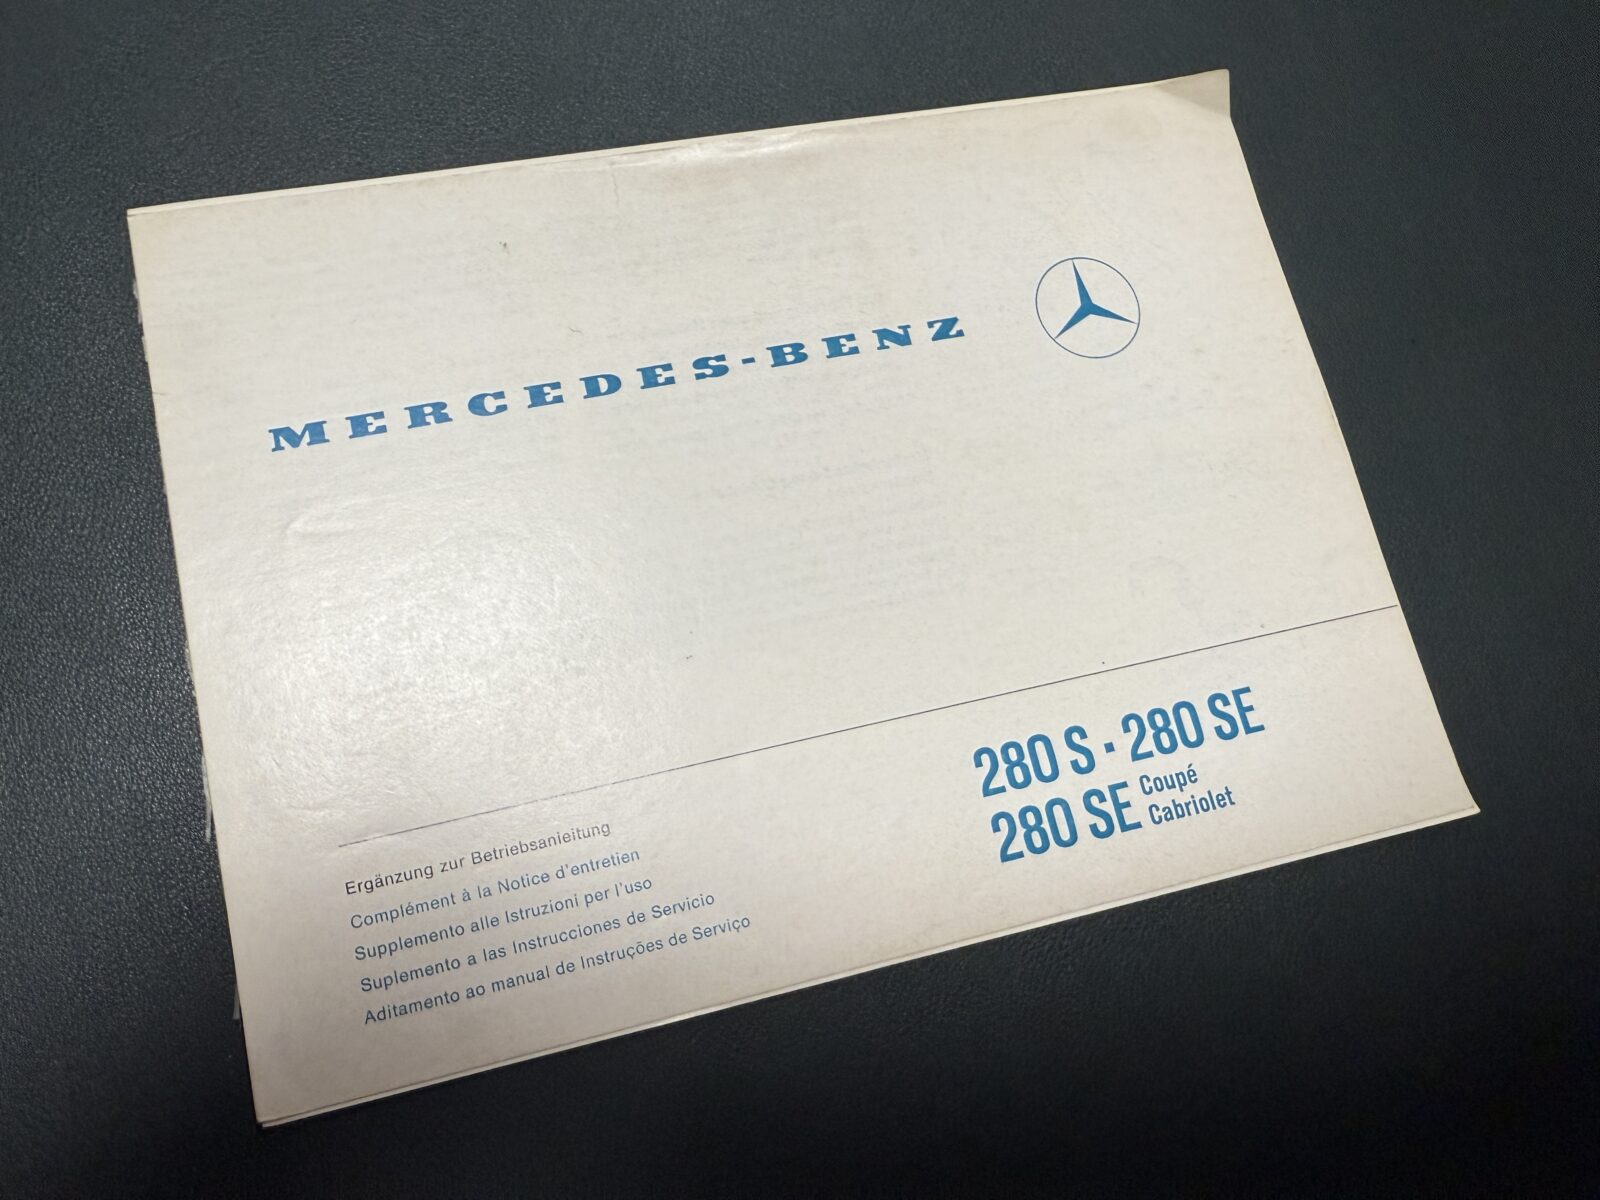 MERCEDES-BENZ
280 S · 280 SE
280 SE Coupé
Cabriolet
Ergänzung zur Betriebsanleitung
Complément à la Notice d'entretien
Supplemento alle Istruzioni per l'uso
Suplemento a las Instrucciones de Servicio
Aditamento ao manual de Instruções de Serviço